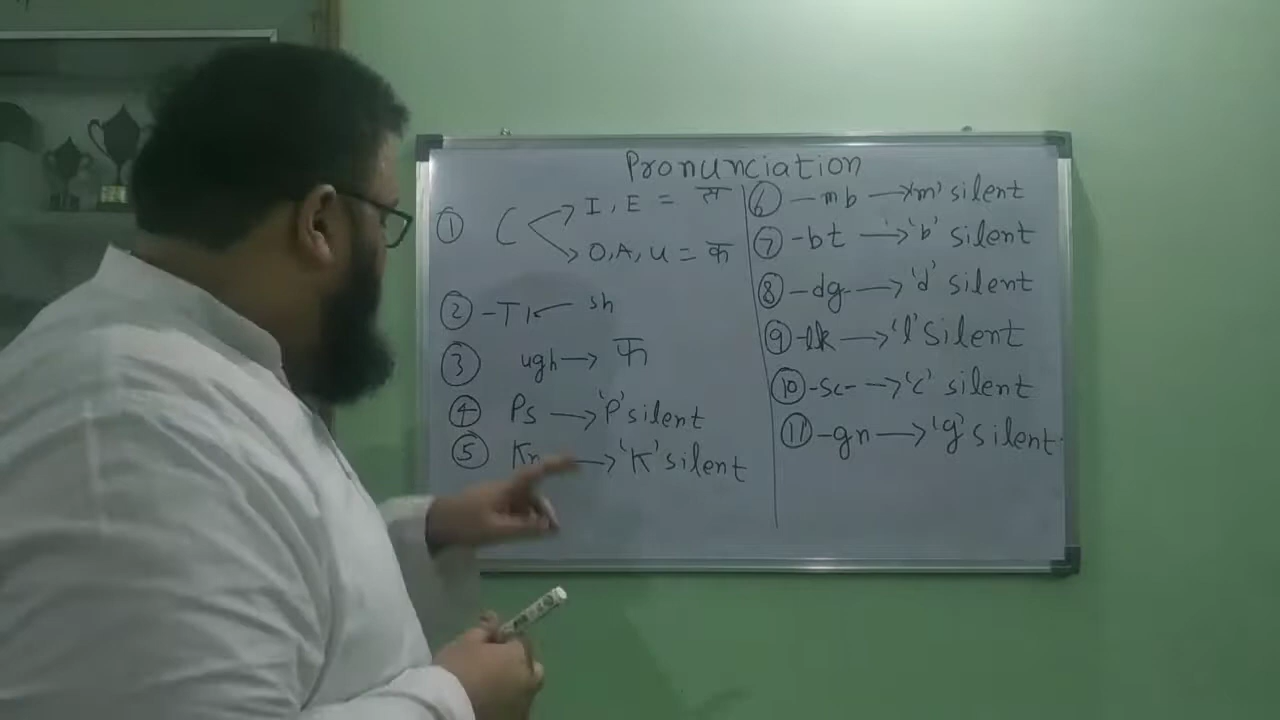 Pronunciation
① C → I, E = स
→ O, A, U = क
② -TI ← sh
③ ugh → फ
④ Ps → 'P' silent
⑤ Kn → 'K' silent
⑥ -mb → 'm' silent
⑦ -bt → 'b' silent
⑧ -dg- → 'd' silent
⑨ -lk → 'l' silent
⑩ -sc- → 'c' silent
⑪ -gn → 'g' silent